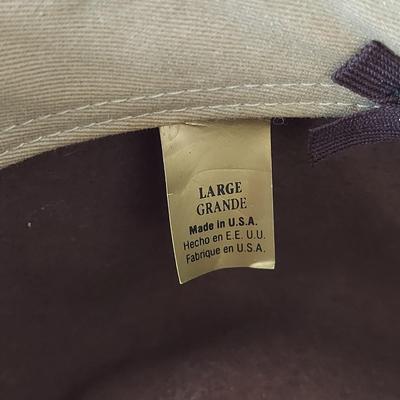 LARGE
GRANDE
Made in U.S.A.
Hecho en E.E. U.U.
Fabrique en U.S.A.